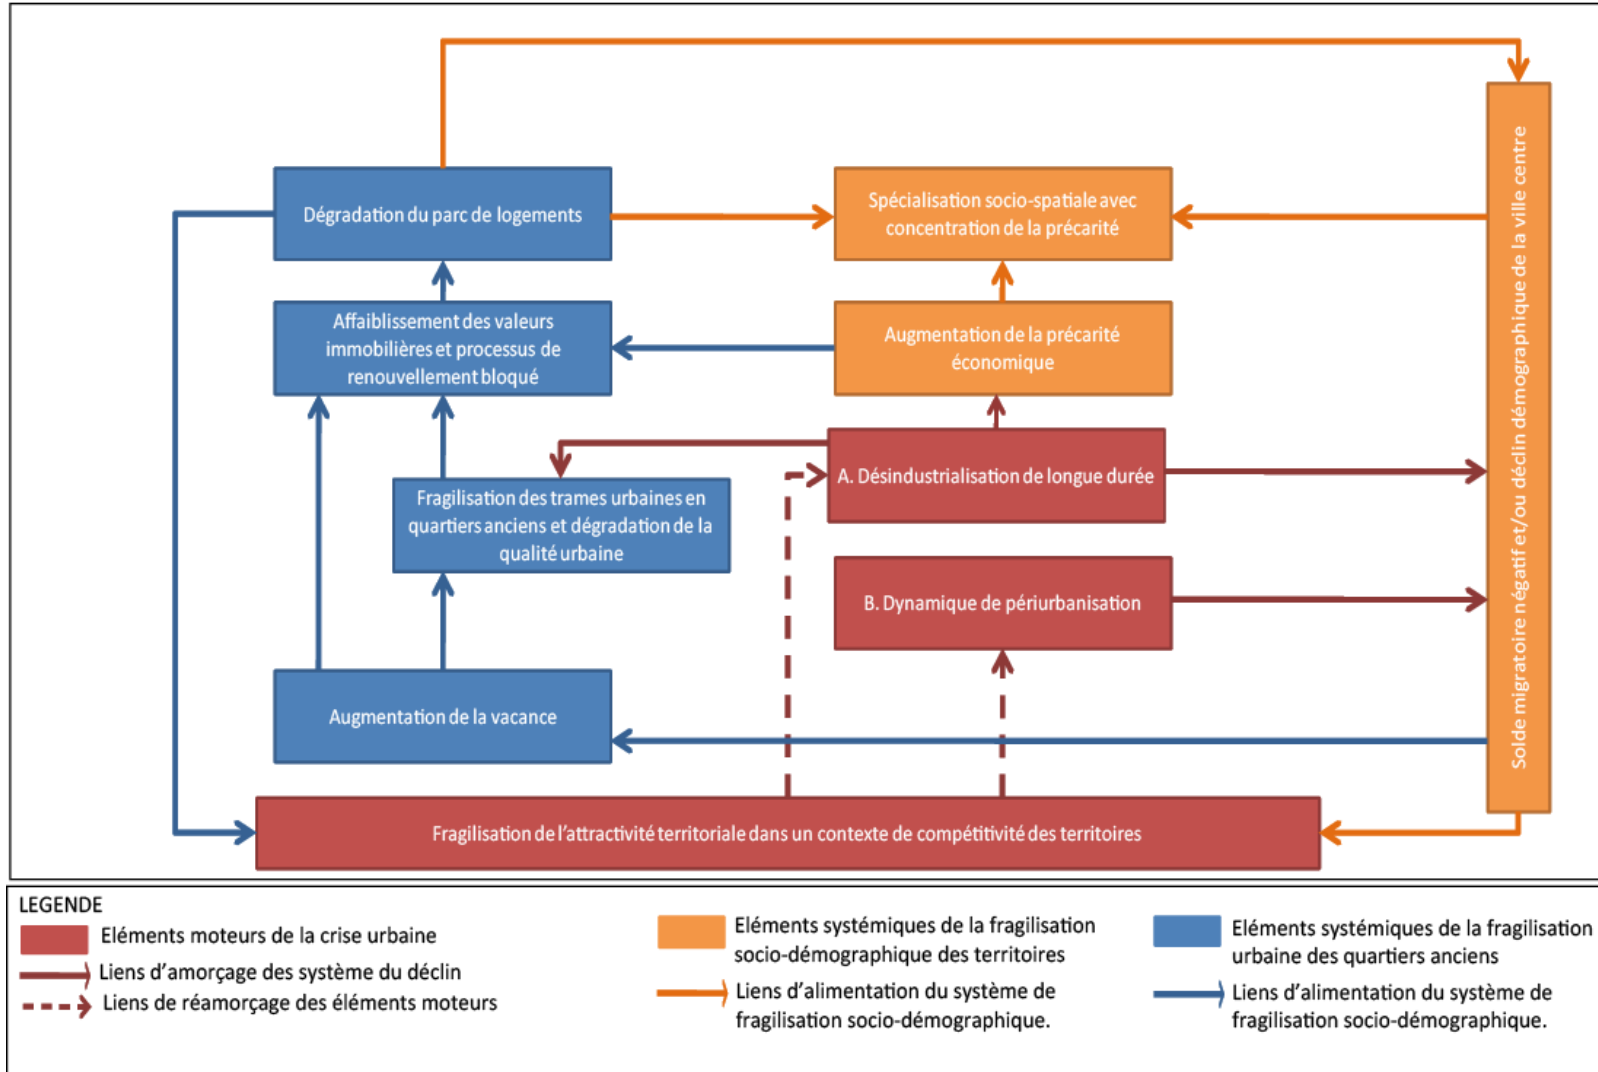 Dégradation du parc de logements
Spécialisation socio-spatiale avec
concentration de la précarité
Affaiblissement des valeurs
immobilières et processus de
renouvellement bloqué
Augmentation de la précarité
économique
A. Désindustrialisation de longue durée
Fragilisation des trames urbaines en
quartiers anciens et dégradation de la
qualité urbaine
B. Dynamique de périurbanisation
Augmentation de la vacance
Solde migratoire négatif et/ou déclin démographique de la ville centre
Fragilisation de l'attractivité territoriale dans un contexte de compétitivité des territoires
LEGENDE
Eléments moteurs de la crise urbaine
Liens d'amorçage des système du déclin
Liens de réamorçage des éléments moteurs
Eléments systémiques de la fragilisation
socio-démographique des territoires
Liens d'alimentation du système de
fragilisation socio-démographique.
Eléments systémiques de la fragilisation
urbaine des quartiers anciens
Liens d'alimentation du système de
fragilisation socio-démographique.